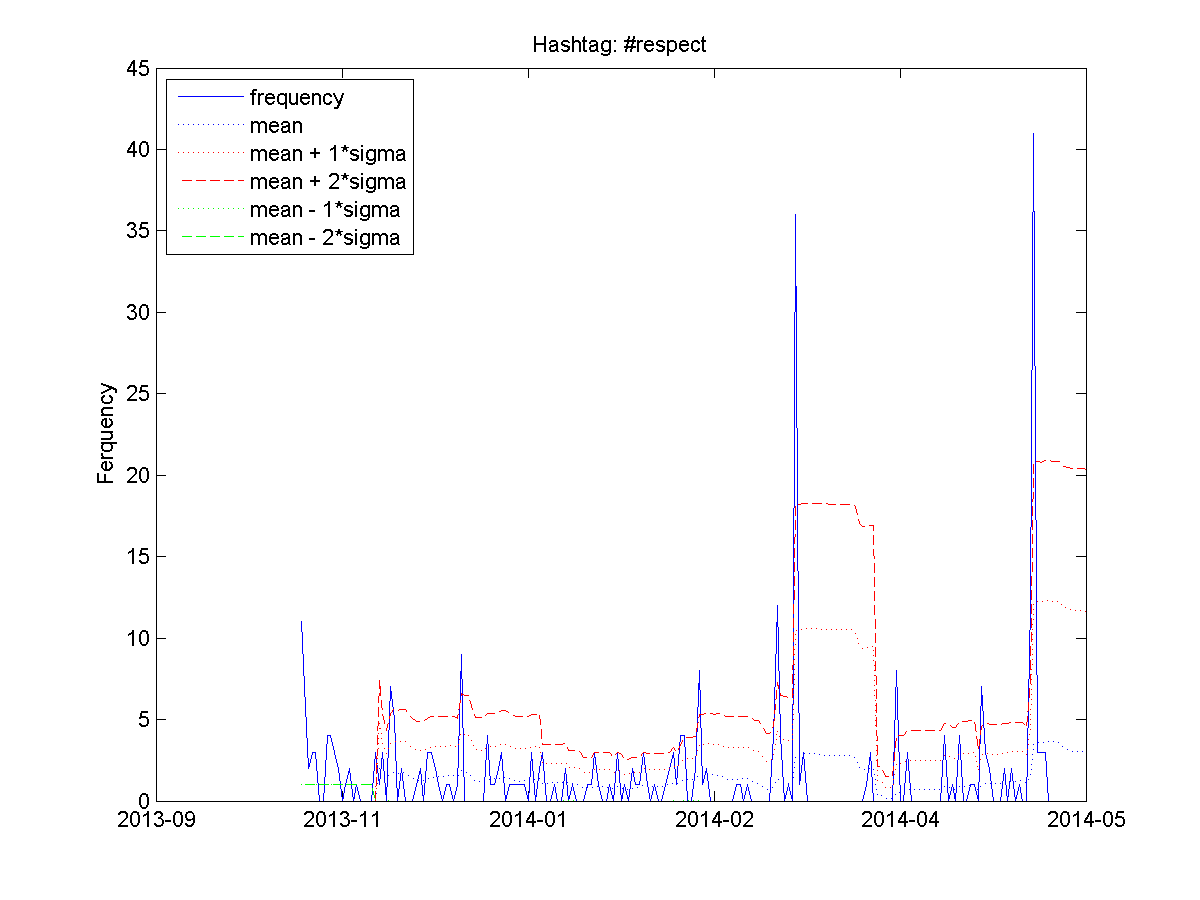 Hashtag: #respect
45
40
35
30
25
20
15
10
5
0
Ferquency
frequency
mean
mean + 1*sigma
mean + 2*sigma
mean - 1*sigma
mean - 2*sigma
2013-09 2013-11 2014-01 2014-02 2014-04 2014-05